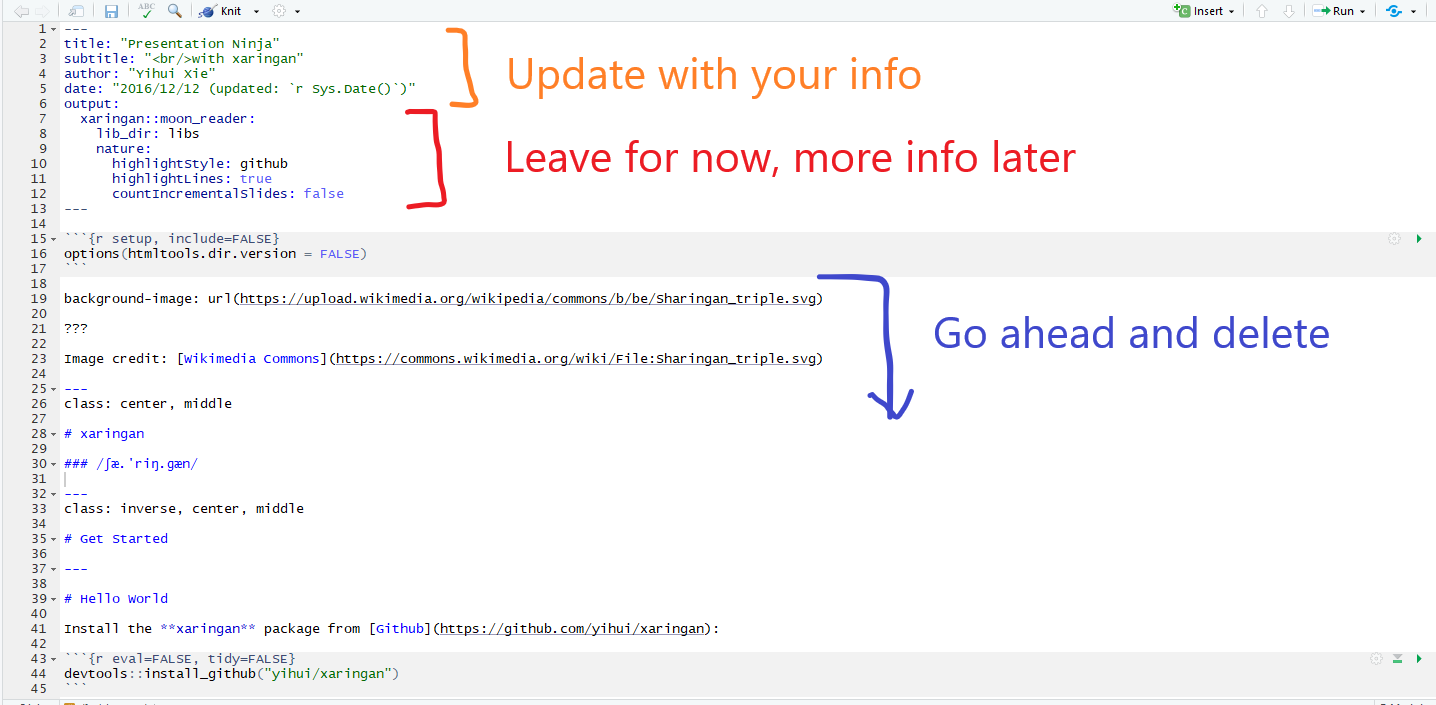 ABC Knit Insert Run
1 ---
2 title: "Presentation Ninja"
3 subtitle: "<br/>with xaringan"
4 author: "Yihui Xie"
5 date: "2016/12/12 (updated: `r Sys.Date()`)"
6 output:
7   xaringan::moon_reader:
8     lib_dir: libs
9     nature:
10       highlightStyle: github
11       highlightLines: true
12       countIncrementalSlides: false
13 ---
14
Update with your info
Leave for now, more info later
15 ```{r setup, include=FALSE}
16 options(htmltools.dir.version = FALSE)
17 ```
18
19 background-image: url(https://upload.wikimedia.org/wikipedia/commons/b/be/Sharingan_triple.svg)
20
21 ???
22
23 Image credit: [Wikimedia Commons](https://commons.wikimedia.org/wiki/File:Sharingan_triple.svg)
24
Go ahead and delete
25 ---
26 class: center, middle
27
28 # xaringan
29
30 ### /ʃæ.'riŋ.gæn/
31
32 ---
33 class: inverse, center, middle
34
35 # Get Started
36
37 ---
38
39 # Hello World
40
41 Install the **xaringan** package from [Github](https://github.com/yihui/xaringan):
42
43 ```{r eval=FALSE, tidy=FALSE}
44 devtools::install_github("yihui/xaringan")
45 ```